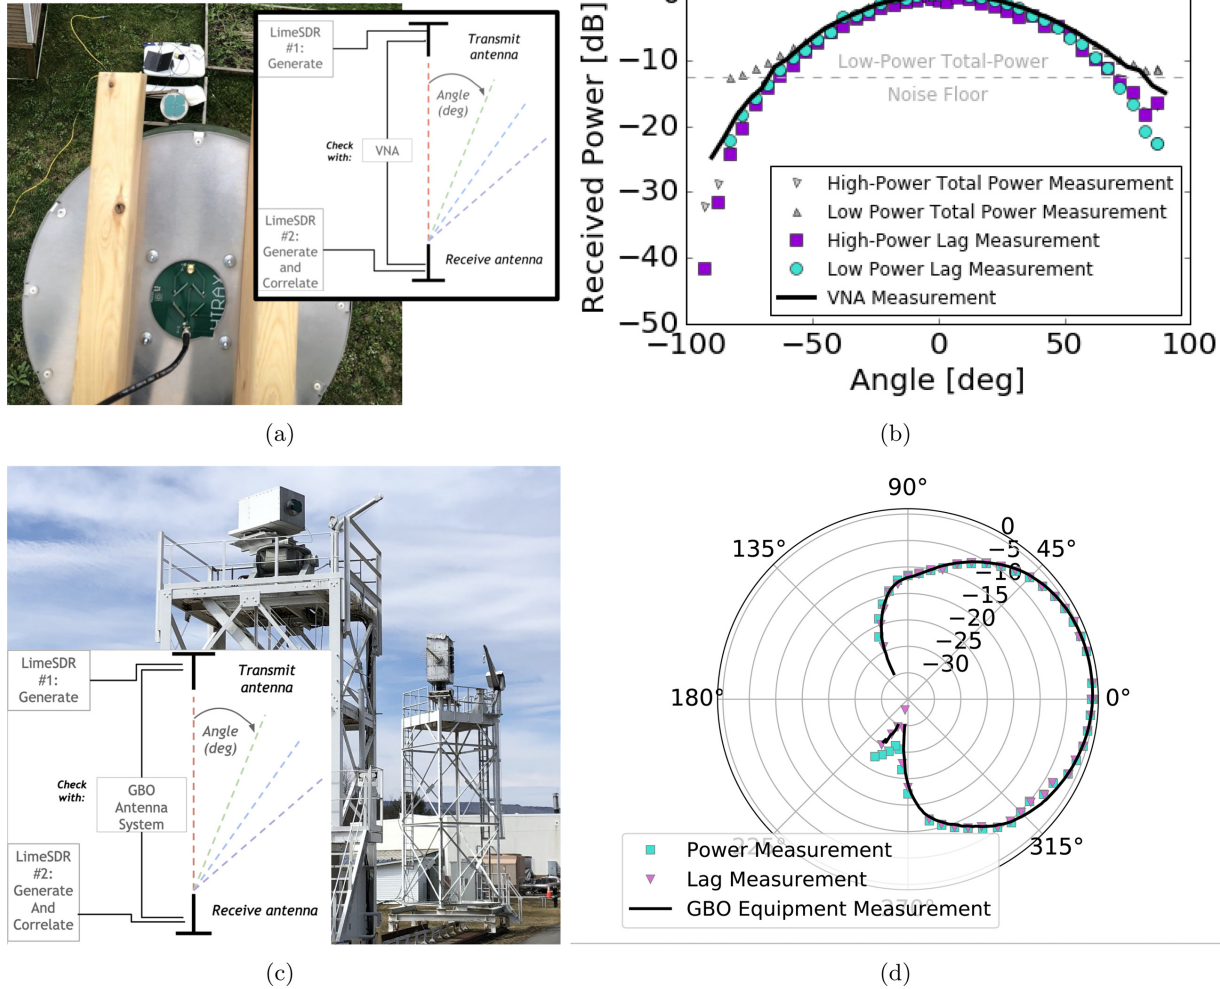 LimeSDR
#1:
Generate
Transmit
antenna
Angle
(deg)
Check
with:
VNA
LimeSDR
#2:
Generate
and
Correlate
Receive antenna
HTRAX
(a)
Received Power [dB]
−10
−20
−30
−40
−50
Low-Power Total-Power
Noise Floor
High-Power Total Power Measurement
Low Power Total Power Measurement
High-Power Lag Measurement
Low Power Lag Measurement
VNA Measurement
−100
−50
0
50
100
Angle [deg]
(b)
LimeSDR
#1:
Generate
Transmit
antenna
Angle
(deg)
Check
with:
GBO
Antenna
System
LimeSDR
#2:
Generate
And
Correlate
Receive antenna
(c)
90°
135°
45°
0
−5
−10
−15
−20
−25
−30
180°
0°
225°
315°
270°
Power Measurement
Lag Measurement
GBO Equipment Measurement
(d)